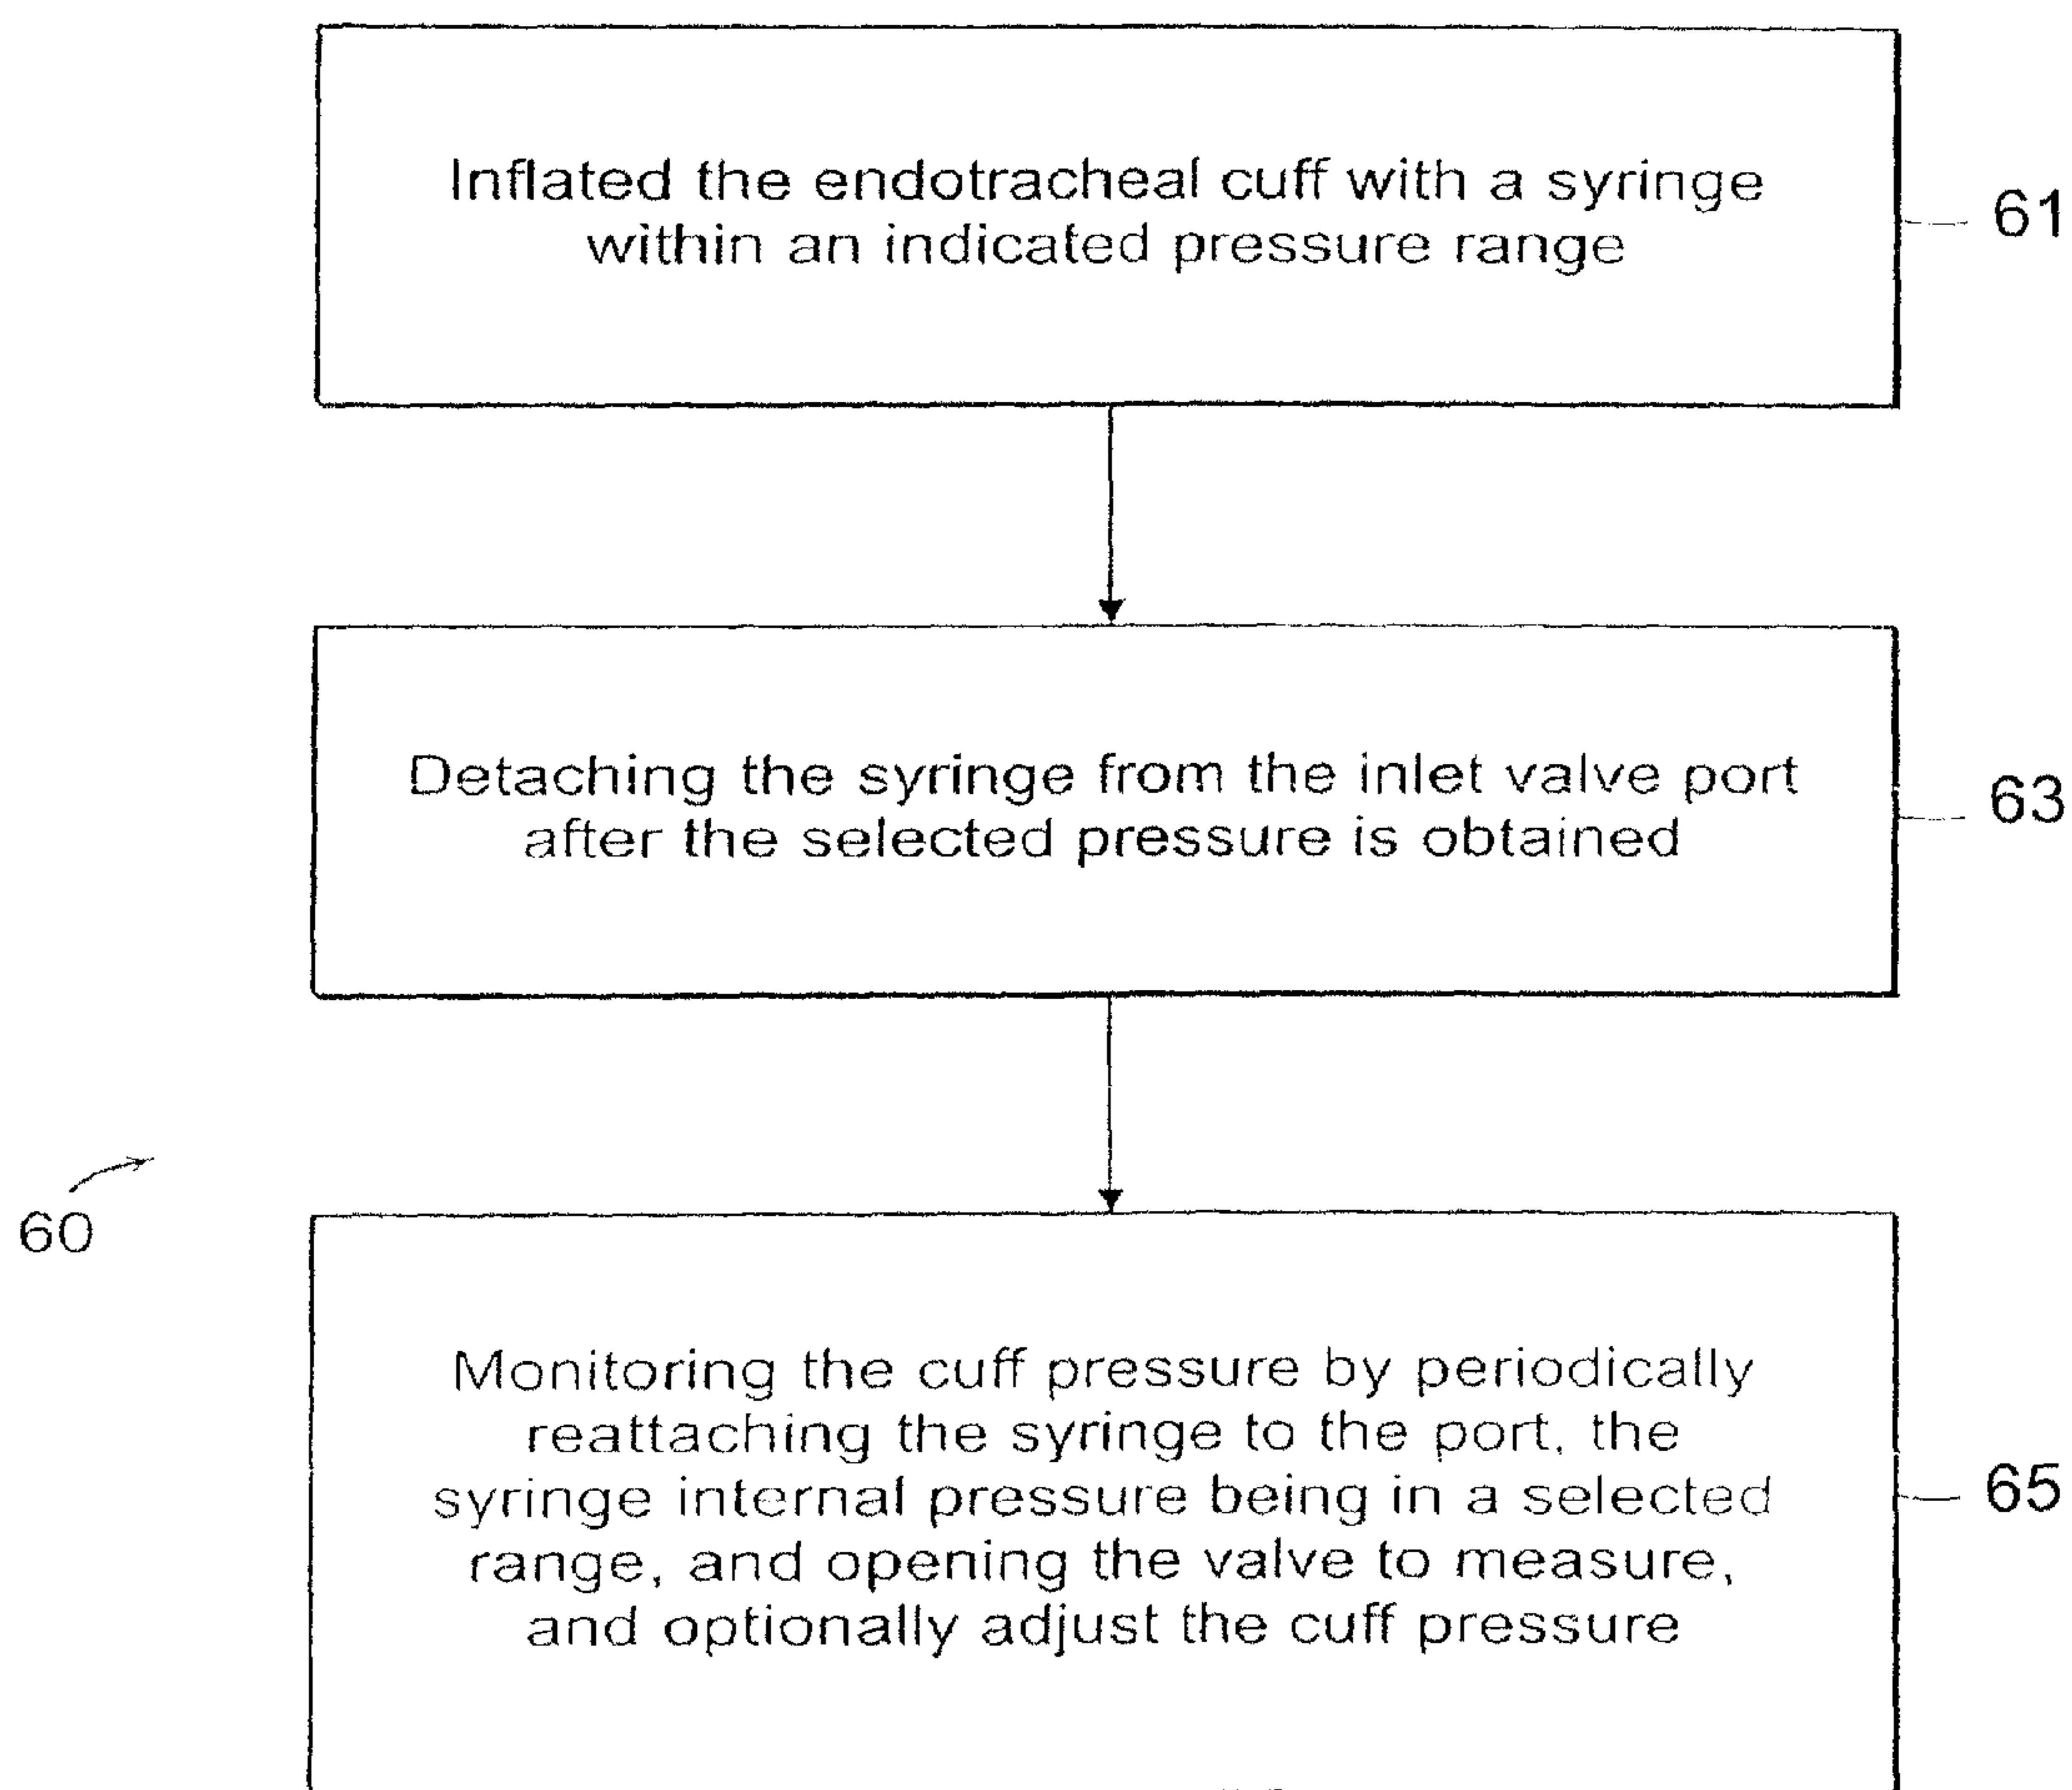 Inflated the endotracheal cuff with a syringe
within an indicated pressure range
61
Detaching the syringe from the inlet valve port
after the selected pressure is obtained
63
60
Monitoring the cuff pressure by periodically
reattaching the syringe to the port, the
syringe internal pressure being in a selected
range, and opening the valve to measure,
and optionally adjust the cuff pressure
65